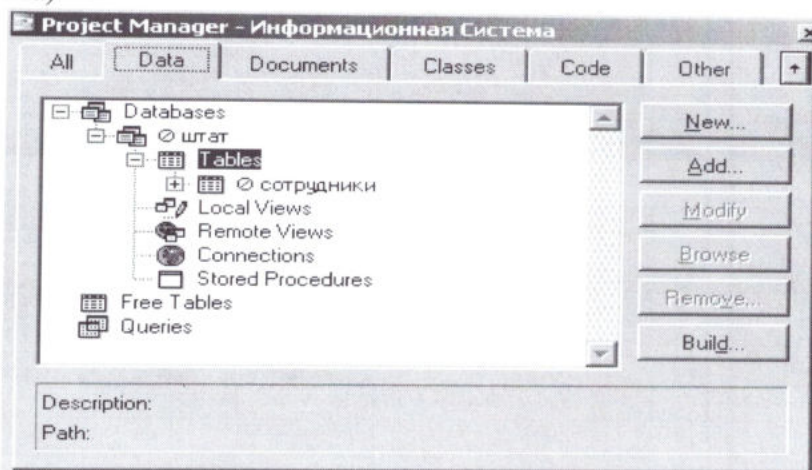 Project Manager - Информационная Система
All Data Documents Classes Code Other
Databases
штат
Tables
сотрудники
Local Views
Remote Views
Connections
Stored Procedures
Free Tables
Queries
New...
Add...
Modify
Browse
Remove...
Build...
Description:
Path: